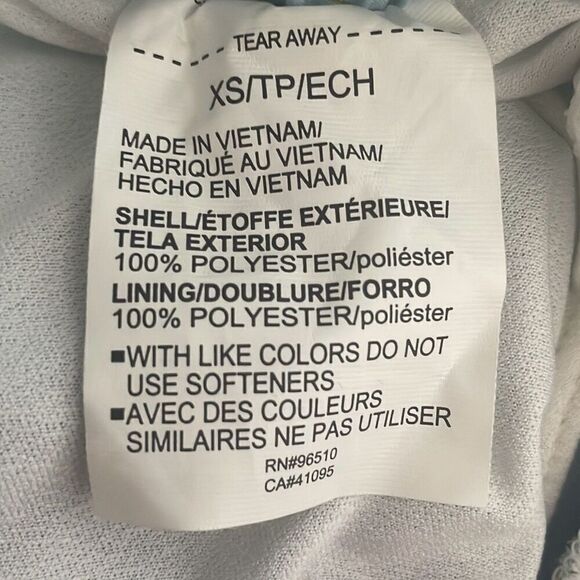 TEAR AWAY
XS/TP/ECH
MADE IN VIETNAM/
FABRIQUÉ AU VIETNAM/
HECHO EN VIETNAM
SHELL/ÉTOFFE EXTÉRIEURE/
TELA EXTERIOR
100% POLYESTER/poliéster
LINING/DOUBLURE/FORRO
100% POLYESTER/poliéster
■WITH LIKE COLORS DO NOT
USE SOFTENERS
■AVEC DES COULEURS
SIMILAIRES NE PAS UTILISER
RN#96510
CA#41095